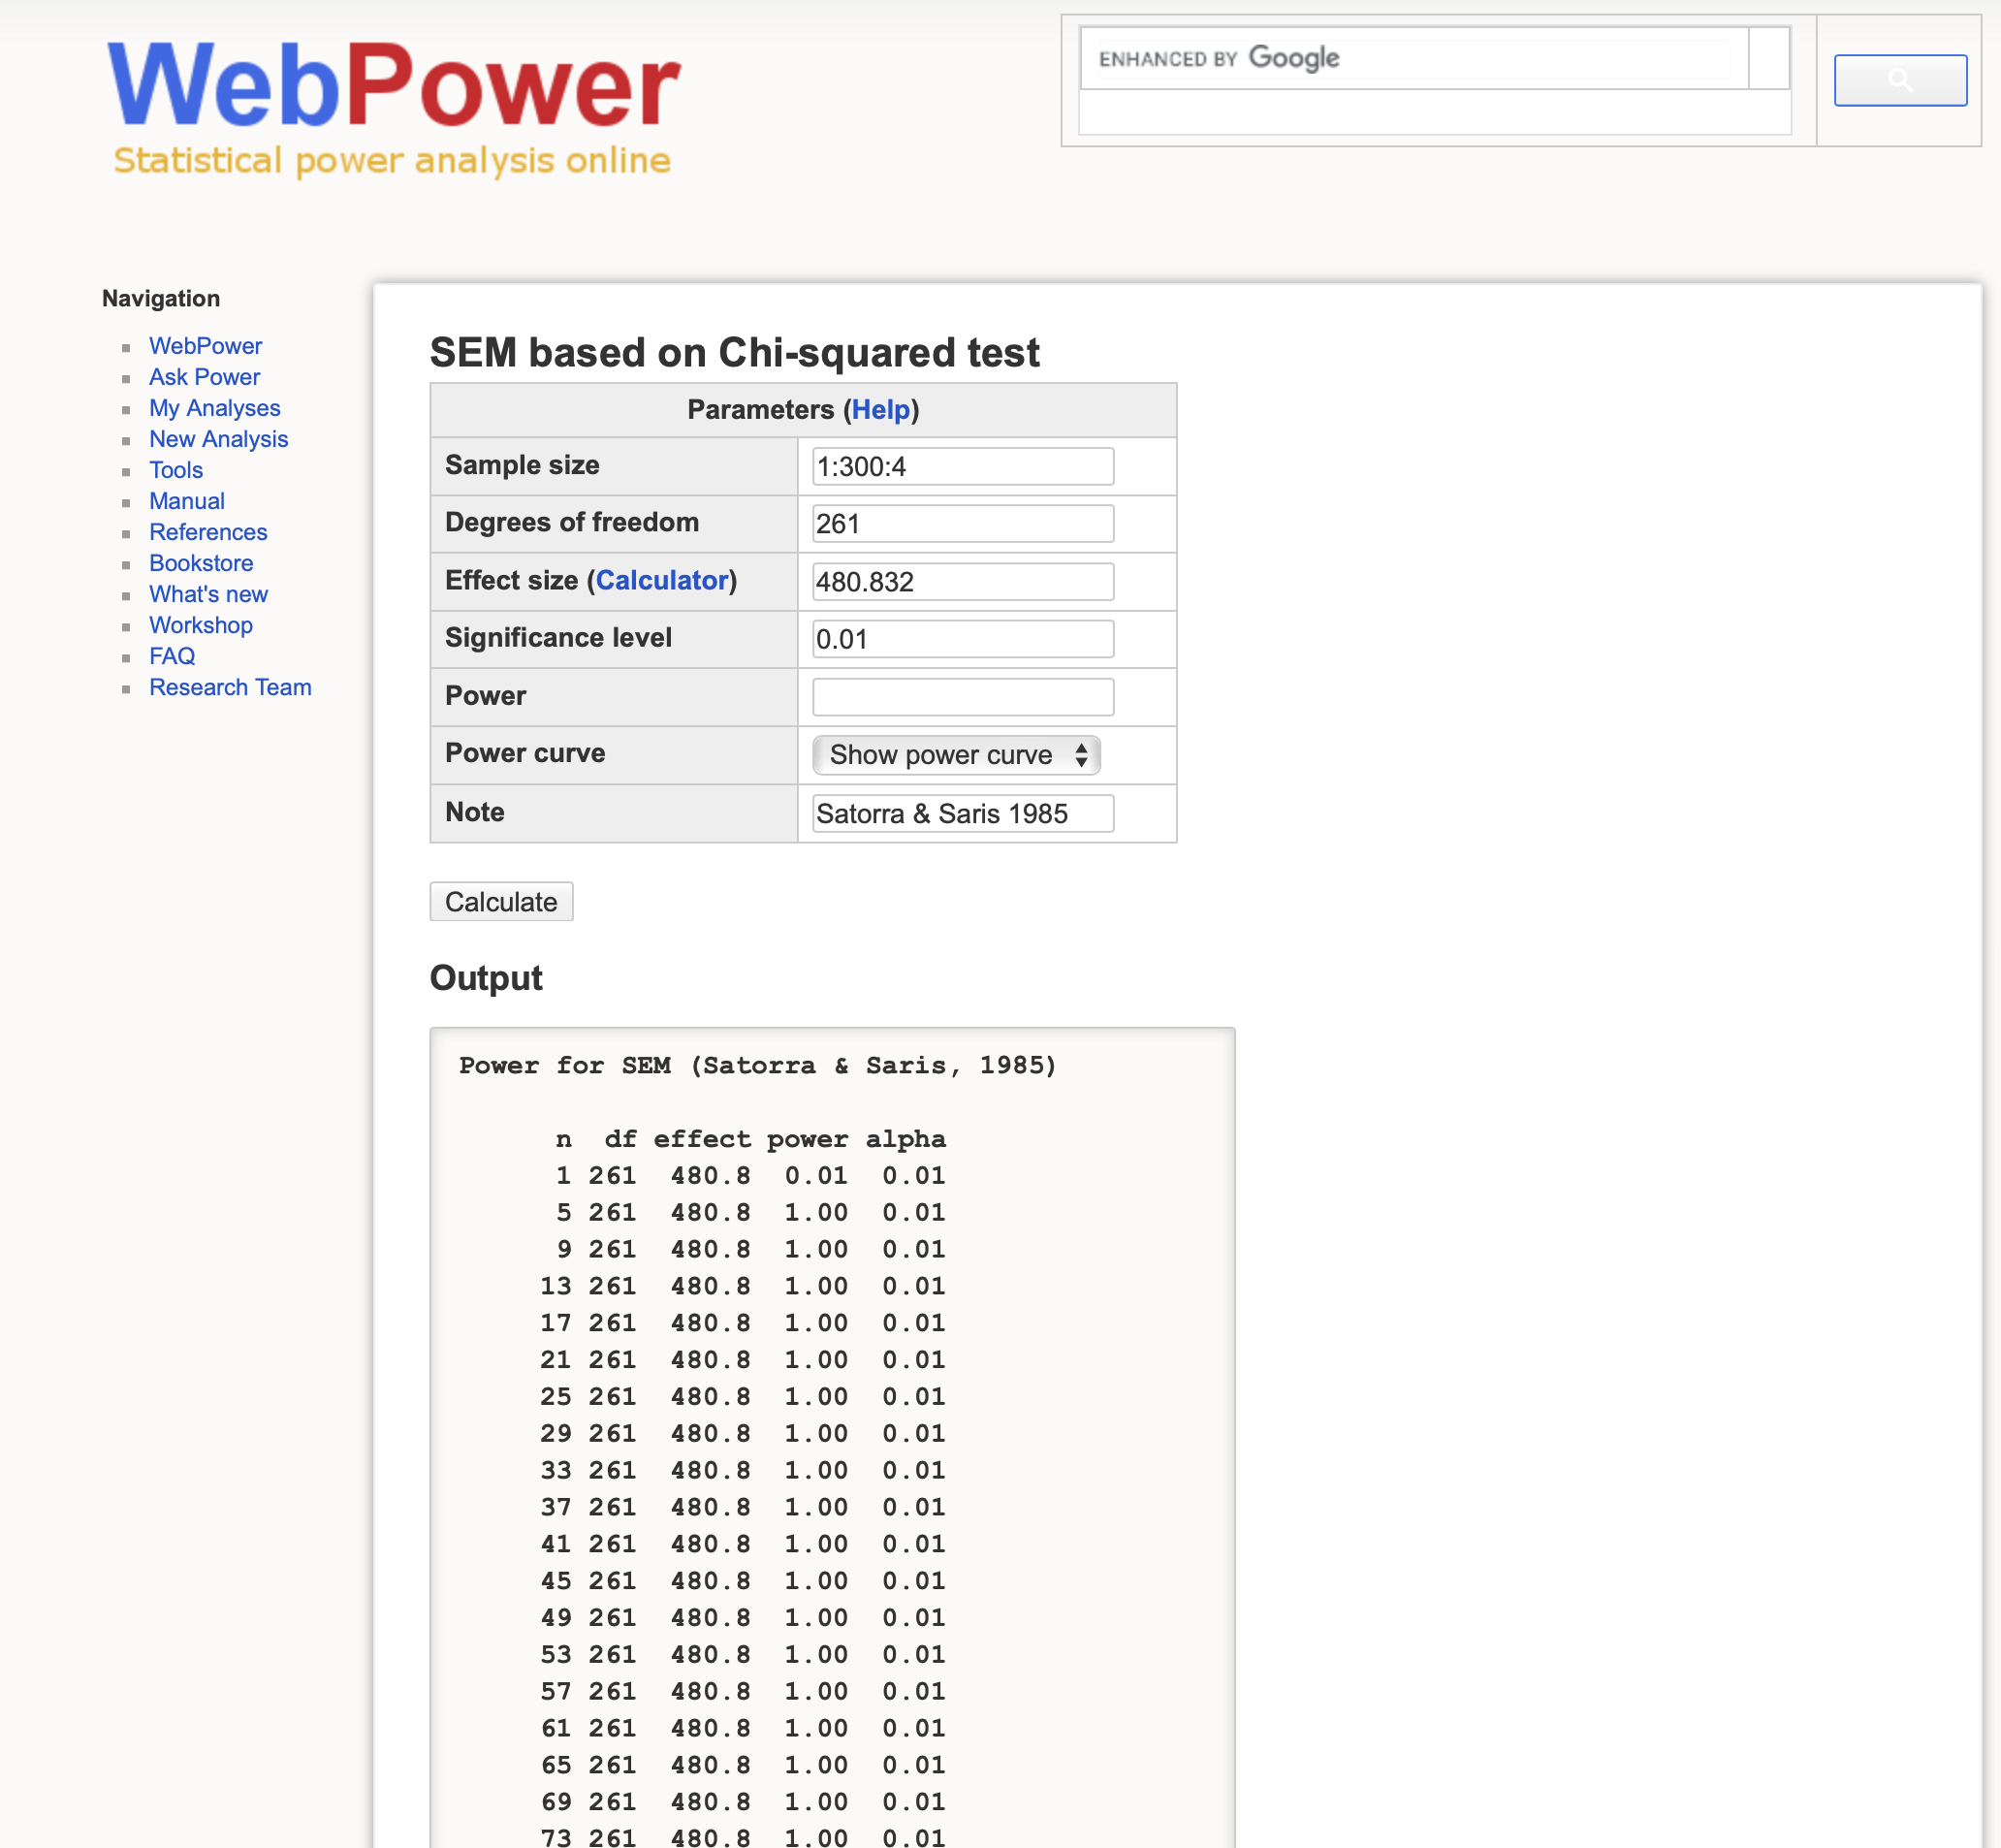 WebPower
Statistical power analysis online
ENHANCED BY Google
Navigation
WebPower
Ask Power
My Analyses
New Analysis
Tools
Manual
References
Bookstore
What's new
Workshop
FAQ
Research Team
SEM based on Chi-squared test
Parameters (Help)
Sample size 1:300:4
Degrees of freedom 261
Effect size (Calculator) 480.832
Significance level 0.01
Power
Power curve Show power curve
Note Satorra & Saris 1985
Calculate
Output
Power for SEM (Satorra & Saris, 1985)
n df effect power alpha
1 261 480.8 0.01 0.01
5 261 480.8 1.00 0.01
9 261 480.8 1.00 0.01
13 261 480.8 1.00 0.01
17 261 480.8 1.00 0.01
21 261 480.8 1.00 0.01
25 261 480.8 1.00 0.01
29 261 480.8 1.00 0.01
33 261 480.8 1.00 0.01
37 261 480.8 1.00 0.01
41 261 480.8 1.00 0.01
45 261 480.8 1.00 0.01
49 261 480.8 1.00 0.01
53 261 480.8 1.00 0.01
57 261 480.8 1.00 0.01
61 261 480.8 1.00 0.01
65 261 480.8 1.00 0.01
69 261 480.8 1.00 0.01
73 261 480.8 1.00 0.01